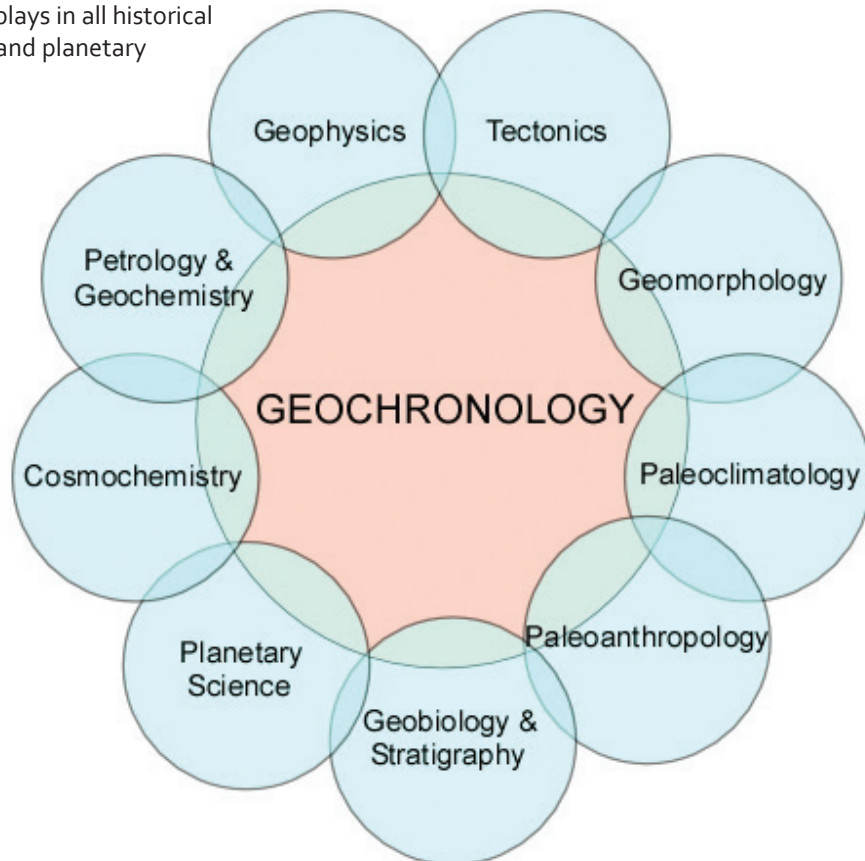 plays in all historical
and planetary
Geophysics
Tectonics
Petrology &
Geochemistry
Geomorphology
GEOCHRONOLOGY
Cosmochemistry
Paleoclimatology
Planetary
Science
Paleoanthropology
Geobiology &
Stratigraphy